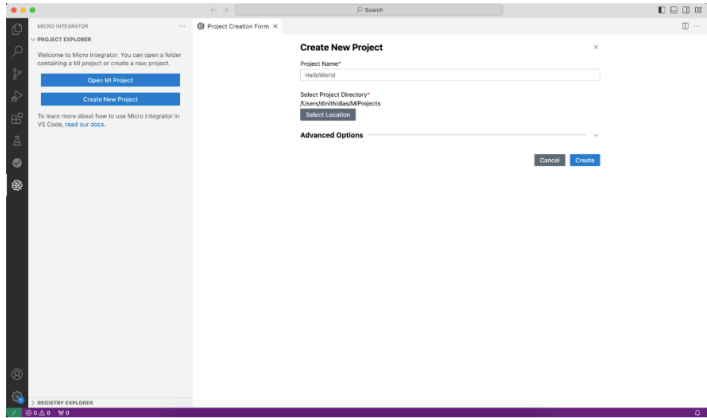 Search
MICRO INTEGRATOR
Project Creation Form
PROJECT EXPLORER
Welcome to Micro Integrator. You can open a folder
containing a MI project or create a new project.
Open MI Project
Create New Project
To learn more about how to use Micro Integrator in
VS Code, read our docs.
Create New Project
Project Name*
HelloWorld
Select Project Directory*
/Users/dinithidias/MIProjects
Select Location
Advanced Options
Cancel
Create
REGISTRY EXPLORER
0 0 0